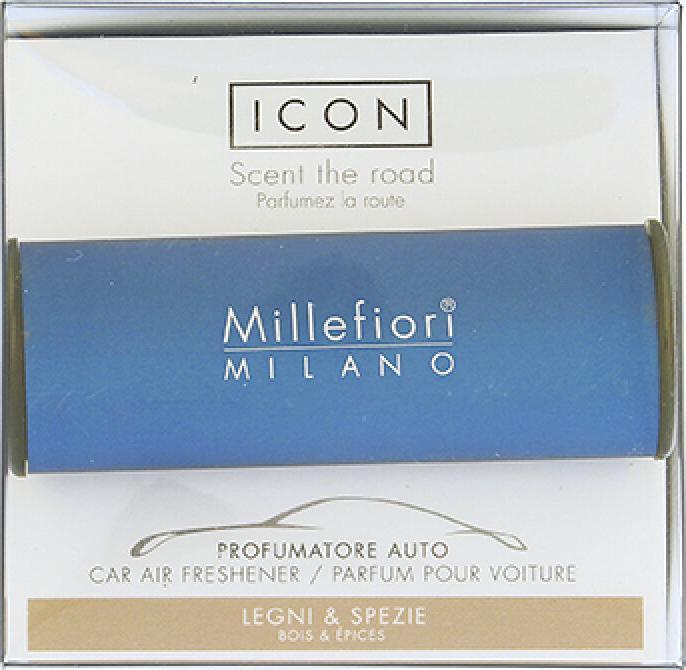 ICON
Scent the road
Parfumez la route
Millefiori®
MILANO
PROFUMATORE AUTO
CAR AIR FRESHENER / PARFUM POUR VOITURE
LEGNI & SPEZIE
BOIS & ÉPICES